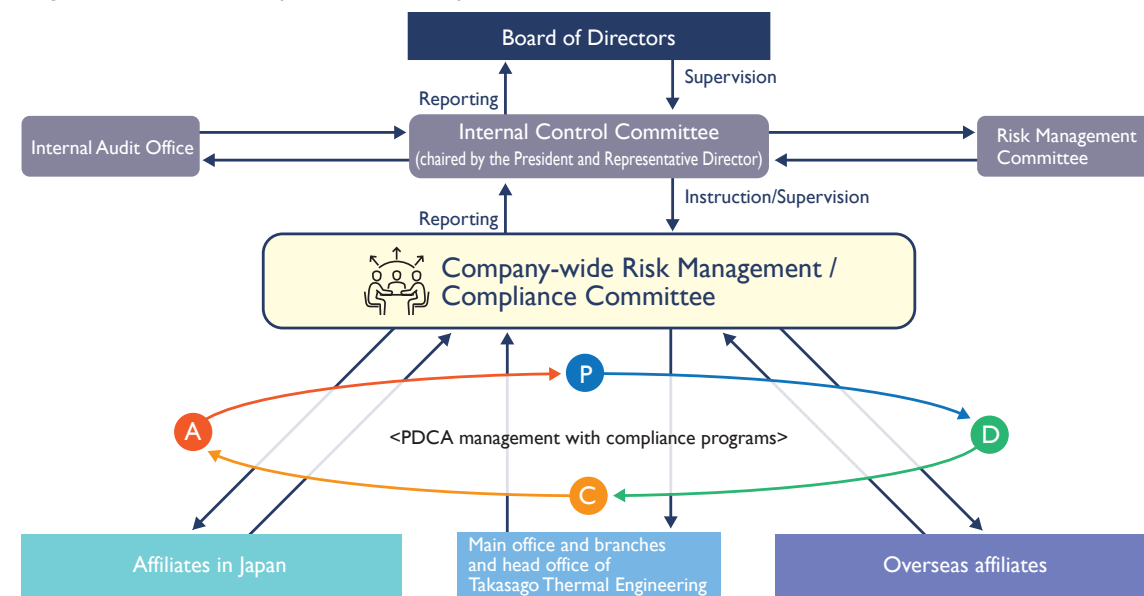 Board of Directors
Supervision
Reporting
Internal Audit Office
Internal Control Committee
(chaired by the President and Representative Director)
Risk Management
Committee
Instruction/Supervision
Reporting
Company-wide Risk Management /
Compliance Committee
P
A
<PDCA management with compliance programs>
D
C
Affiliates in Japan
Main office and branches
and head office of
Takasago Thermal Engineering
Overseas affiliates